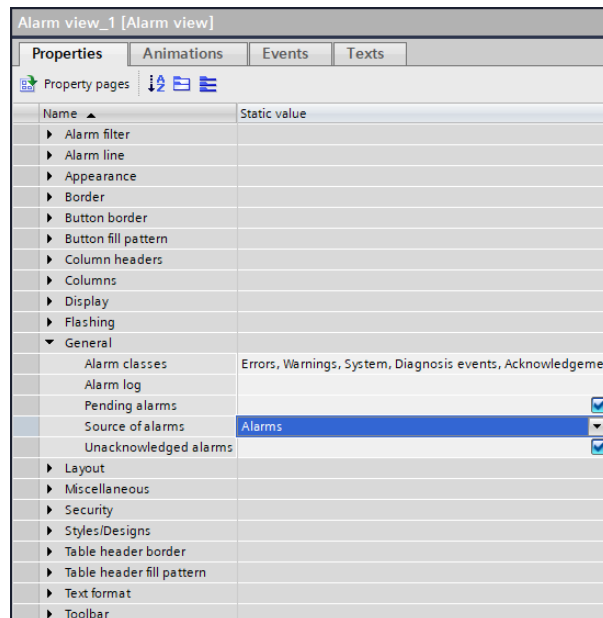 Alarm view_1 [Alarm view]
Properties Animations Events Texts
Property pages
Name Static value
Alarm filter
Alarm line
Appearance
Border
Button border
Button fill pattern
Column headers
Columns
Display
Flashing
General
Alarm classes Errors, Warnings, System, Diagnosis events, Acknowledgeme
Alarm log
Pending alarms
Source of alarms Alarms
Unacknowledged alarms
Layout
Miscellaneous
Security
Styles/Designs
Table header border
Table header fill pattern
Text format
Toolbar